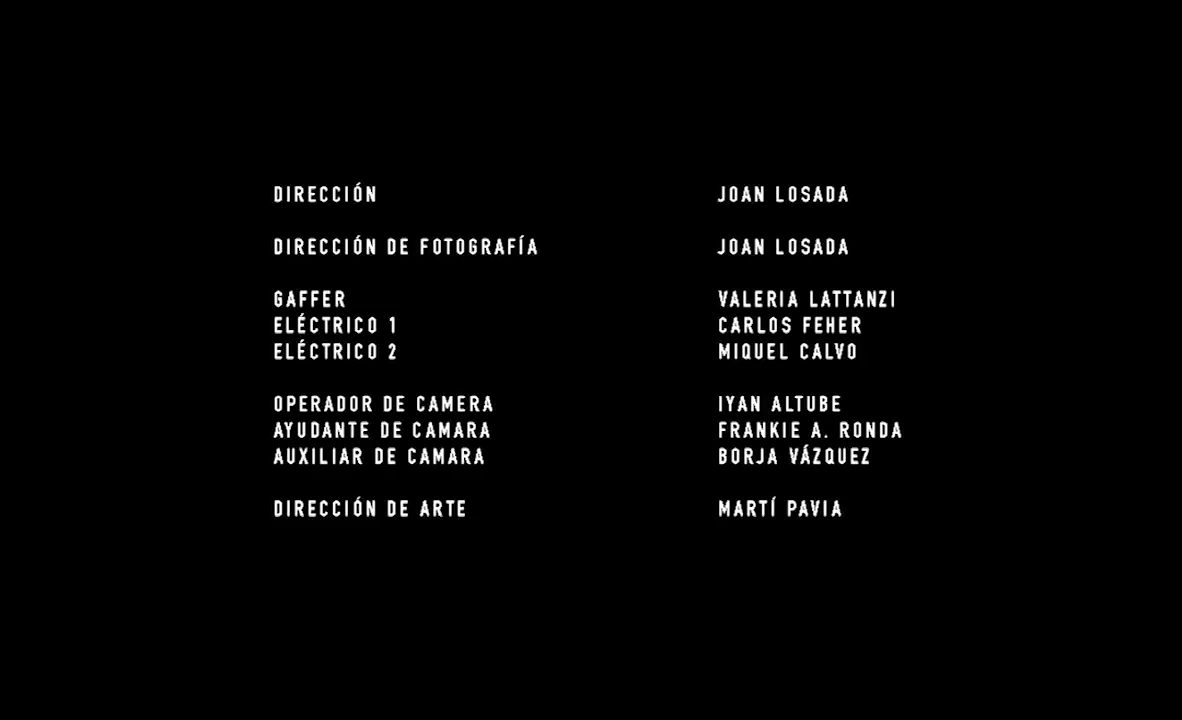 DIRECCIÓN JOAN LOSADA
DIRECCIÓN DE FOTOGRAFÍA JOAN LOSADA
GAFFER VALERIA LATTANZI
ELÉCTRICO 1 CARLOS FEHER
ELÉCTRICO 2 MIQUEL CALVO
OPERADOR DE CAMERA IYAN ALTUBE
AYUDANTE DE CAMARA FRANKIE A. RONDA
AUXILIAR DE CAMARA BORJA VÁZQUEZ
DIRECCIÓN DE ARTE MARTÍ PAVIA